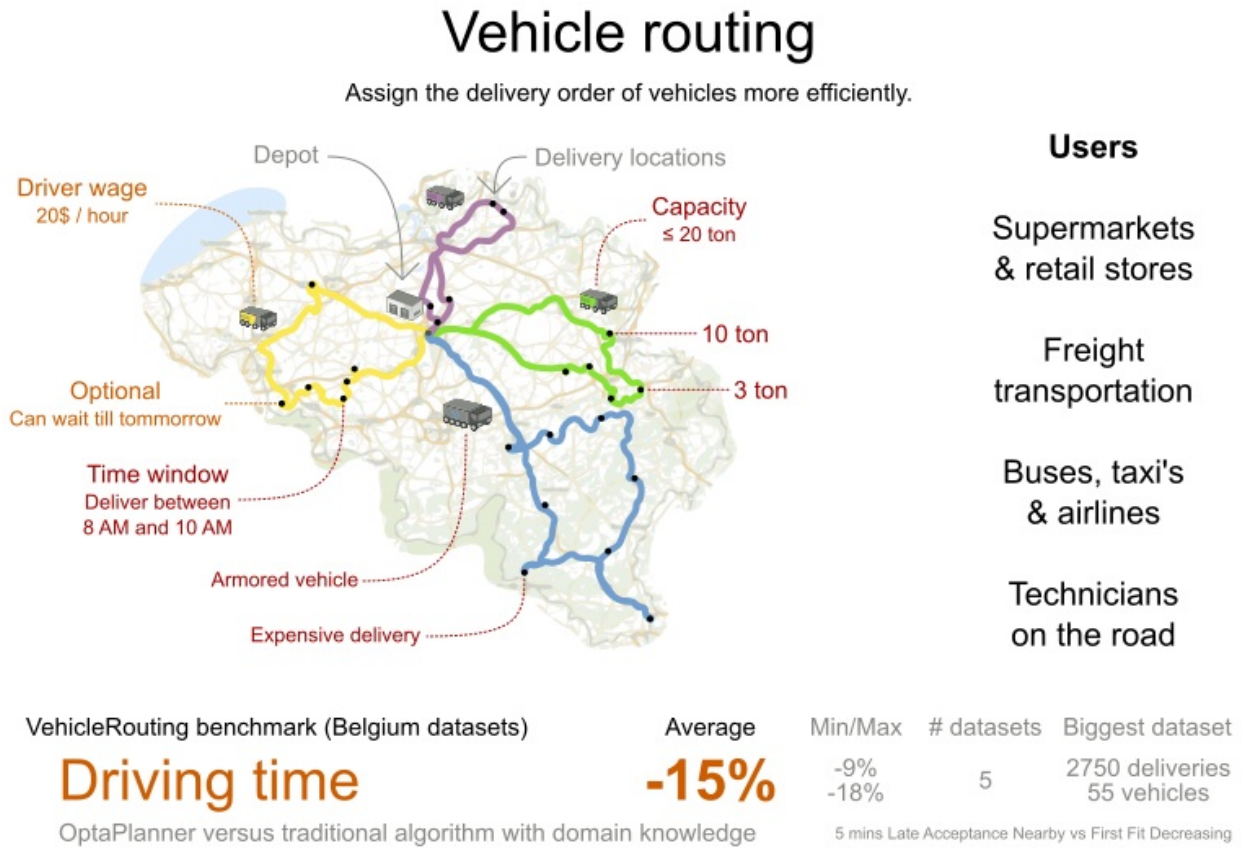 Vehicle routing
Assign the delivery order of vehicles more efficiently.
Depot
Delivery locations
Driver wage
20$ / hour
Capacity
≤ 20 ton
10 ton
3 ton
Optional
Can wait till tommorrow
Time window
Deliver between
8 AM and 10 AM
Armored vehicle
Expensive delivery
Users
Supermarkets
& retail stores
Freight
transportation
Buses, taxi's
& airlines
Technicians
on the road
VehicleRouting benchmark (Belgium datasets)
Average
Min/Max
# datasets
Biggest dataset
Driving time
-15%
-9%
-18%
5
2750 deliveries
55 vehicles
OptaPlanner versus traditional algorithm with domain knowledge
5 mins Late Acceptance Nearby vs First Fit Decreasing